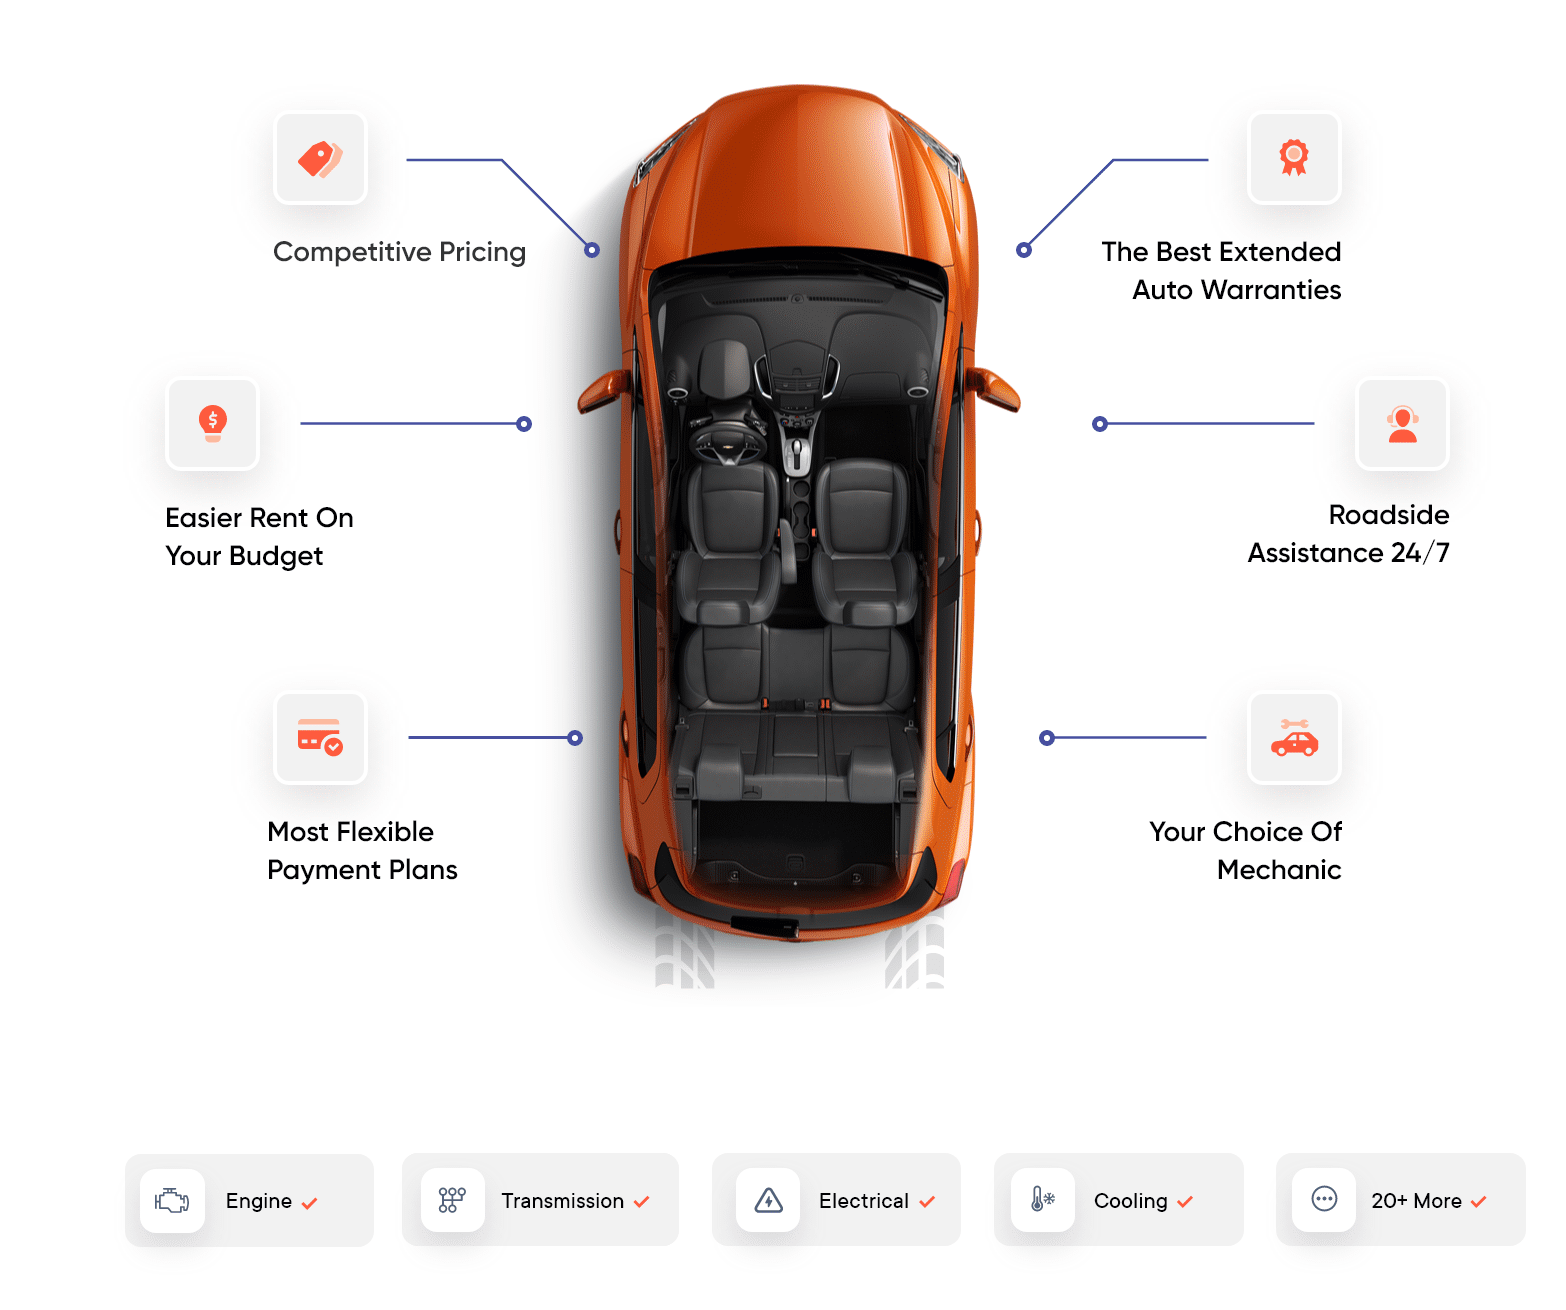 Competitive Pricing
The Best Extended
Auto Warranties
Easier Rent On
Your Budget
Roadside
Assistance 24/7
Most Flexible
Payment Plans
Your Choice Of
Mechanic
Engine
Transmission
Electrical
Cooling
20+ More